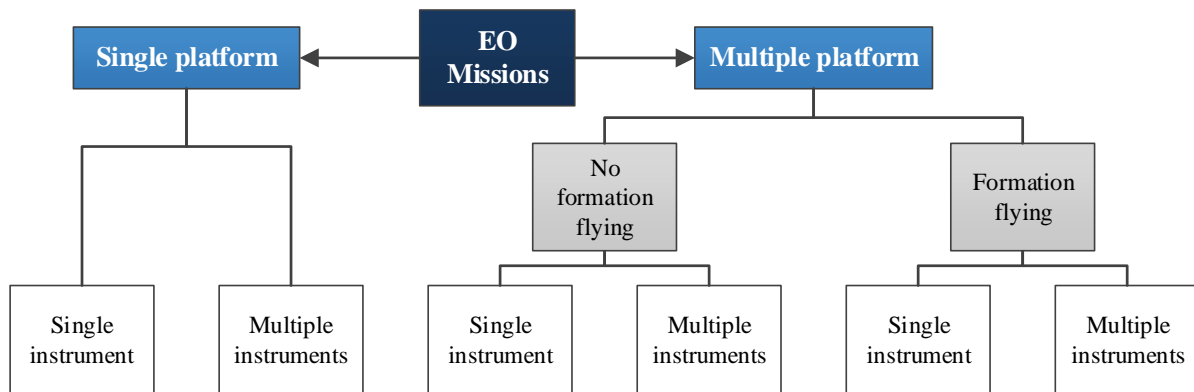 Single platform
EO
Missions
Multiple platform
No
formation
flying
Formation
flying
Single
instrument
Multiple
instruments
Single
instrument
Multiple
instruments
Single
instrument
Multiple
instruments